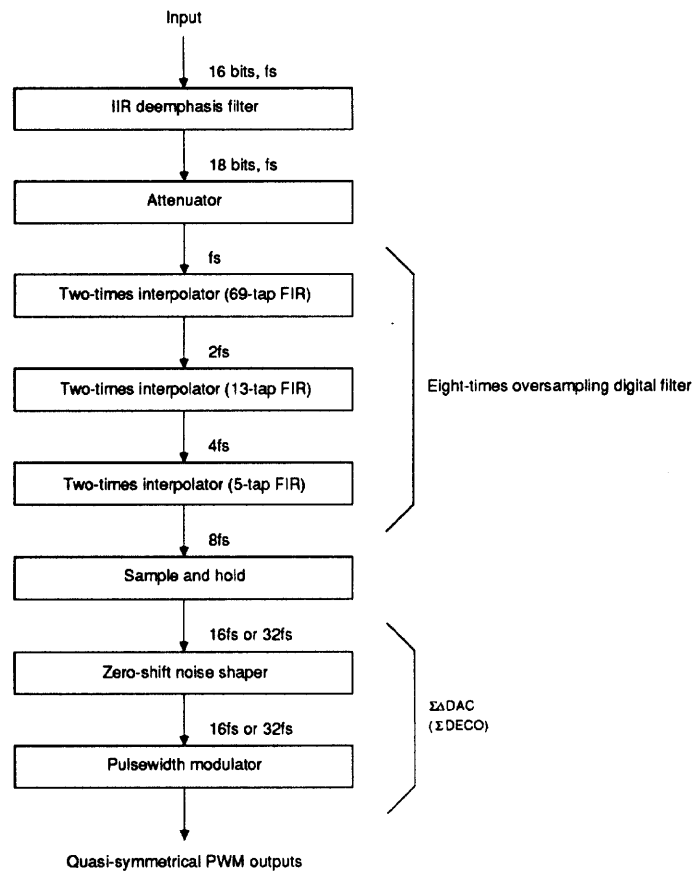 Input
16 bits, fs
IIR deemphasis filter
18 bits, fs
Attenuator
fs
Two-times interpolator (69-tap FIR)
2fs
Two-times interpolator (13-tap FIR)
Eight-times oversampling digital filter
4fs
Two-times interpolator (5-tap FIR)
8fs
Sample and hold
16fs or 32fs
Zero-shift noise shaper
ΣΔDAC
(ΣDECO)
16fs or 32fs
Pulsewidth modulator
Quasi-symmetrical PWM outputs